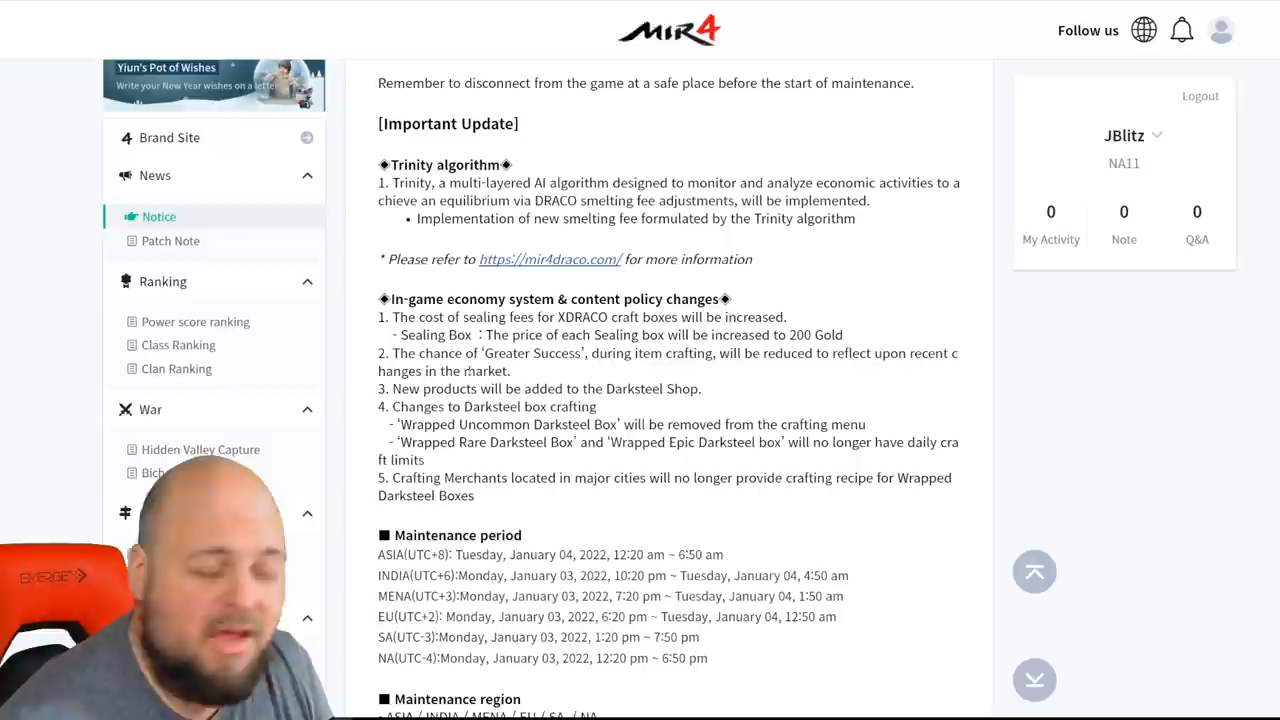 MIR4
Follow us
Yiun's Pot of Wishes
Write your New Year wishes on a letter
4 Brand Site
News
Notice
Patch Note
Ranking
Power score ranking
Class Ranking
Clan Ranking
War
Hidden Valley Capture
Remember to disconnect from the game at a safe place before the start of maintenance.
[Important Update]
◈Trinity algorithm◈
1. Trinity, a multi-layered AI algorithm designed to monitor and analyze economic activities to a
chieve an equilibrium via DRACO smelting fee adjustments, will be implemented.
• Implementation of new smelting fee formulated by the Trinity algorithm
* Please refer to https://mir4draco.com/ for more information
◈In-game economy system & content policy changes◈
1. The cost of sealing fees for XDRACO craft boxes will be increased.
- Sealing Box : The price of each Sealing box will be increased to 200 Gold
2. The chance of ‘Greater Success’, during item crafting, will be reduced to reflect upon recent c
hanges in the market.
3. New products will be added to the Darksteel Shop.
4. Changes to Darksteel box crafting
- ‘Wrapped Uncommon Darksteel Box’ will be removed from the crafting menu
- ‘Wrapped Rare Darksteel Box’ and ‘Wrapped Epic Darksteel box’ will no longer have daily cra
ft limits
5. Crafting Merchants located in major cities will no longer provide crafting recipe for Wrapped
Darksteel Boxes
■ Maintenance period
ASIA(UTC+8): Tuesday, January 04, 2022, 12:20 am ~ 6:50 am
INDIA(UTC+6):Monday, January 03, 2022, 10:20 pm ~ Tuesday, January 04, 4:50 am
MENA(UTC+3):Monday, January 03, 2022, 7:20 pm ~ Tuesday, January 04, 1:50 am
EU(UTC+2): Monday, January 03, 2022, 6:20 pm ~ Tuesday, January 04, 12:50 am
SA(UTC-3):Monday, January 03, 2022, 1:20 pm ~ 7:50 pm
NA(UTC-4):Monday, January 03, 2022, 12:20 pm ~ 6:50 pm
■ Maintenance region
- ASIA / INDIA / MENA / EU / SA / NA
Logout
JBlitz
NA11
0 0 0
My Activity Note Q&A